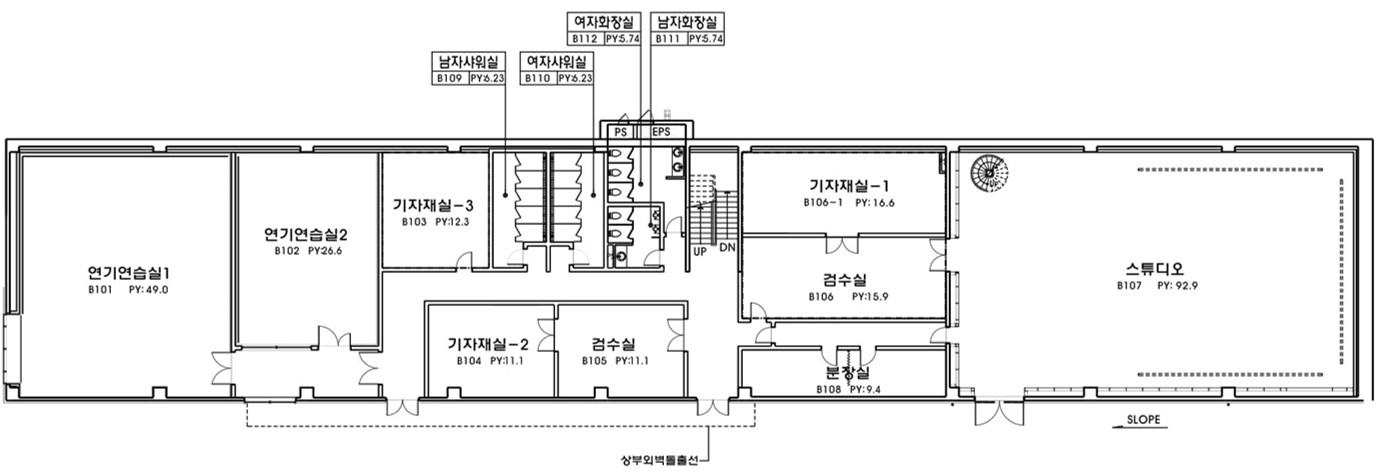 여자화장실
B112 PY:5.74
남자화장실
B111 PY:5.74
남자샤워실
B109 PY:6.23
여자샤워실
B110 PY:6.23
PS
EPS
연기연습실1
B101 PY: 49.0
연기연습실2
B102 PY:26.6
기자재실-3
B103 PY:12.3
UP
DN
기자재실-1
B106-1 PY: 16.6
검수실
B106 PY:15.9
스튜디오
B107 PY: 92.9
기자재실-2
B104 PY:11.1
검수실
B105 PY:11.1
분장실
B108 PY:9.4
SLOPE
상부외벽돌출선